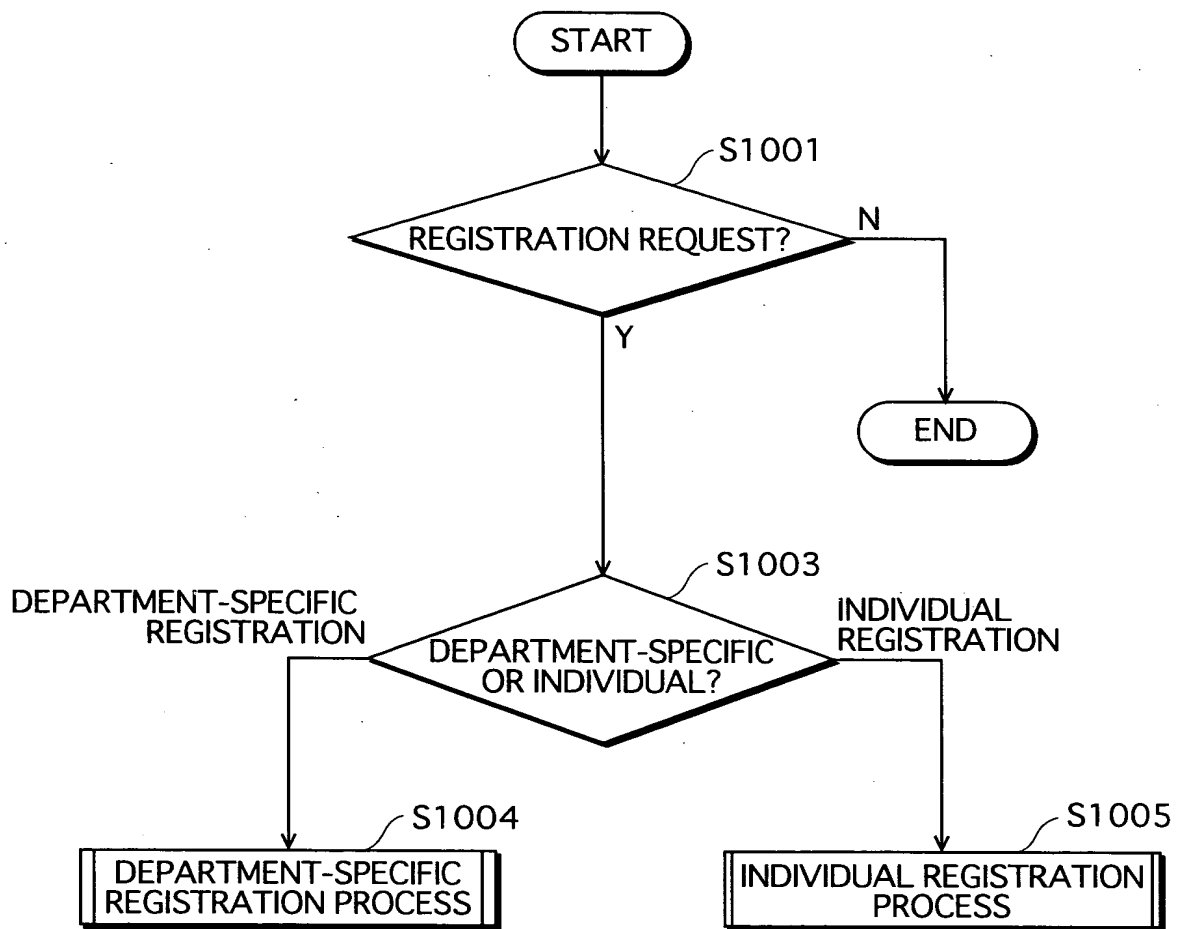 START
S1001
REGISTRATION REQUEST?
N
Y
END
S1003
DEPARTMENT-SPECIFIC
REGISTRATION
INDIVIDUAL
REGISTRATION
DEPARTMENT-SPECIFIC
OR INDIVIDUAL?
S1004
S1005
DEPARTMENT-SPECIFIC
REGISTRATION PROCESS
INDIVIDUAL REGISTRATION
PROCESS